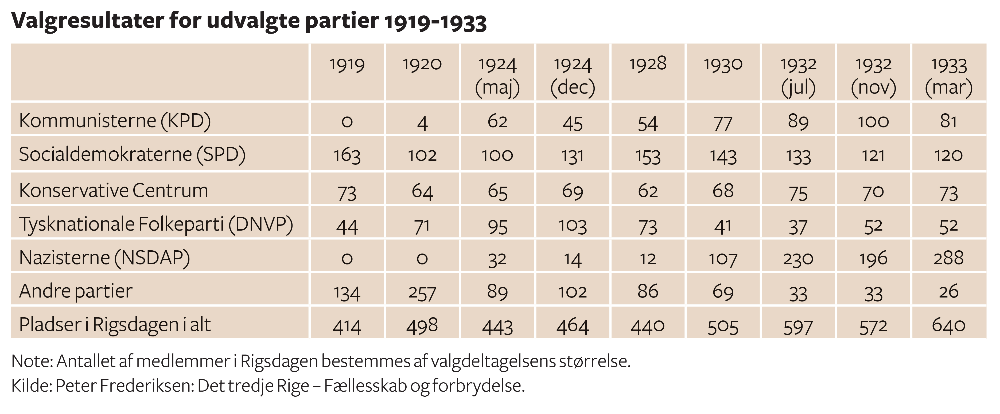 Valgresultater for udvalgte partier 1919-1933
1919 1920 1924 (maj) 1924 (dec) 1928 1930 1932 (jul) 1932 (nov) 1933 (mar)
Kommunisterne (KPD) 0 4 62 45 54 77 89 100 81
Socialdemokraterne (SPD) 163 102 100 131 153 143 133 121 120
Konservative Centrum 73 64 65 69 62 68 75 70 73
Tysknationale Folkeparti (DNVP) 44 71 95 103 73 41 37 52 52
Nazisterne (NSDAP) 0 0 32 14 12 107 230 196 288
Andre partier 134 257 89 102 86 69 33 33 26
Pladser i Rigsdagen i alt 414 498 443 464 440 505 597 572 640
Note: Antallet af medlemmer i Rigsdagen bestemmes af valgdeltagelsens størrelse.
Kilde: Peter Frederiksen: Det tredje Rige – Fællesskab og forbrydelse.